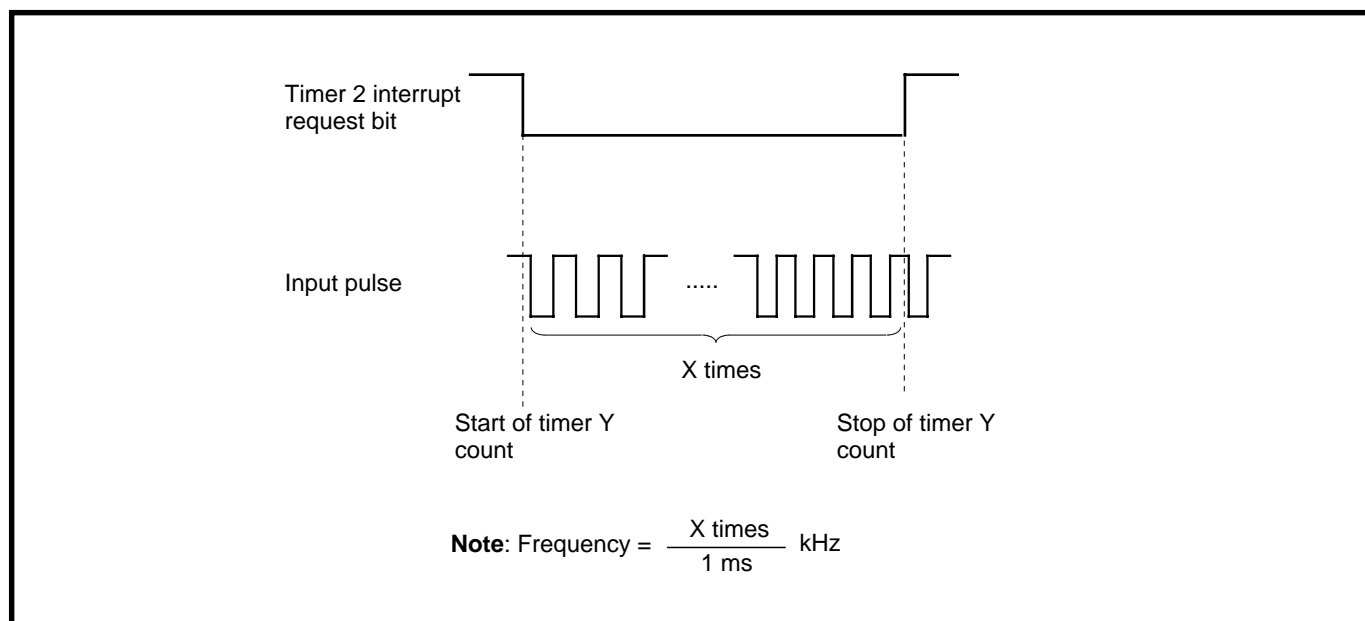 Timer 2 interrupt
request bit
Input pulse
.....
X times
Start of timer Y
count
Stop of timer Y
count
Note: Frequency = X times
1 ms
kHz